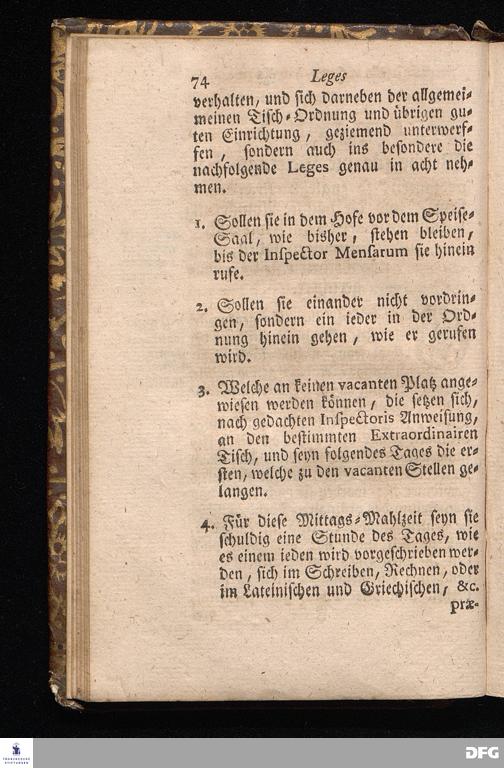 74 Leges
verhalten, und sich darneben der allgemei-
meinen Tisch-Ordnung und übrigen gu-
ten Einrichtung, geziemend unterwerf-
fen, sondern auch ins besondere die
nachfolgende Leges genau in acht neh-
men.
1. Sollen sie in dem Hofe vor dem Speise-
Saal, wie bisher, stehen bleiben,
bis der Inspector Mensarum sie hinein
rufe.
2. Sollen sie einander nicht vordrin-
gen, sondern ein ieder in der Ord-
nung hinein gehen, wie er gerufen
wird.
3. Welche an keinen vacanten Platz ange-
wiesen werden können, die setzen sich,
nach gedachten Inspectoris Anweisung,
an den bestimmten Extraordinairen
Tisch, und seyn folgendes Tages die er-
sten, welche zu den vacanten Stellen ge-
langen.
4. Für diese Mittags-Mahlzeit seyn sie
schuldig eine Stunde des Tages, wie
es einem ieden wird vorgeschrieben wer-
den, sich im Schreiben, Rechnen, oder
im Lateinischen und Griechischen, &c.
præ-
FRANCKESCHE
STIFTUNGEN
DFG